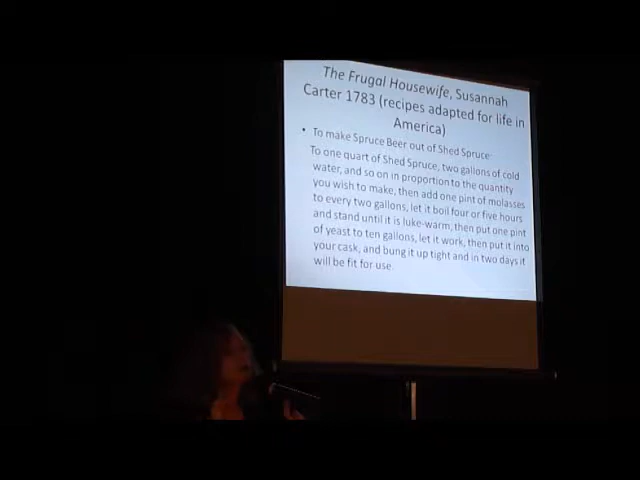 The Frugal Housewife, Susannah
Carter 1783 (recipes adapted for life in
America)
• To make Spruce Beer out of Shed Spruce:
To one quart of Shed Spruce, two gallons of cold
water, and so on in proportion to the quantity
you wish to make, then add one pint of molasses
to every two gallons, let it boil four or five hours
and stand until it is luke-warm, then put one pint
of yeast to ten gallons, let it work, then put it into
your cask, and bung it up tight and in two days it
will be fit for use.